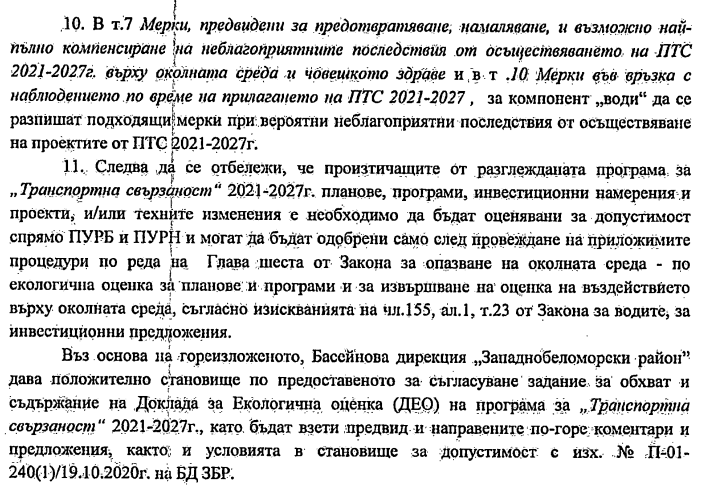 10. В т.7 Мерки, предвидени за предотвратяване, намаляване, и възможно най-
пълно компенсиране на неблагоприятните последствия от осъществяването на ПТС
2021-2027г. върху околната среда и човешкото здраве и в т .10 Мерки във връзка с
наблюдението по време на прилагането на ПТС 2021-2027 , за компонент „води“ да се
разпишат подходящи мерки при вероятни неблагоприятни последствия от осъществяване
на проектите от ПТС 2021-2027г.
11. Следва да се отбележи, че произтичащите от разглежданата програма за
„Транспортна свързаност“ 2021-2027г. планове, програми, инвестиционни намерения и
проекти, и/или техните изменения е необходимо да бъдат оценявани за допустимост
спрямо ПУРБ и ПУРН и могат да бъдат одобрени само след провеждане на приложимите
процедури по реда на Глава шеста от Закона за опазване на околната среда - по
екологична оценка за планове и програми и за извършване на оценка на въздействието
върху околната среда, съгласно изискванията на чл.155, ал.1, т.23 от Закона за водите, за
инвестиционни предложения.
Въз основа на гореизложеното, Басейнова дирекция „Западнобеломорски район”
дава положително становище по предоставеното за съгласуване задание за обхват и
съдържание на Доклада за Екологична оценка (ДЕО) на програма за „Транспортна
свързаност“ 2021-2027г., като бъдат взети предвид и направените по-горе коментари и
предложения, както и условията в становище за допустимост с изх. № П-01-
240(1)/19.10.2020г. на БД ЗБР.